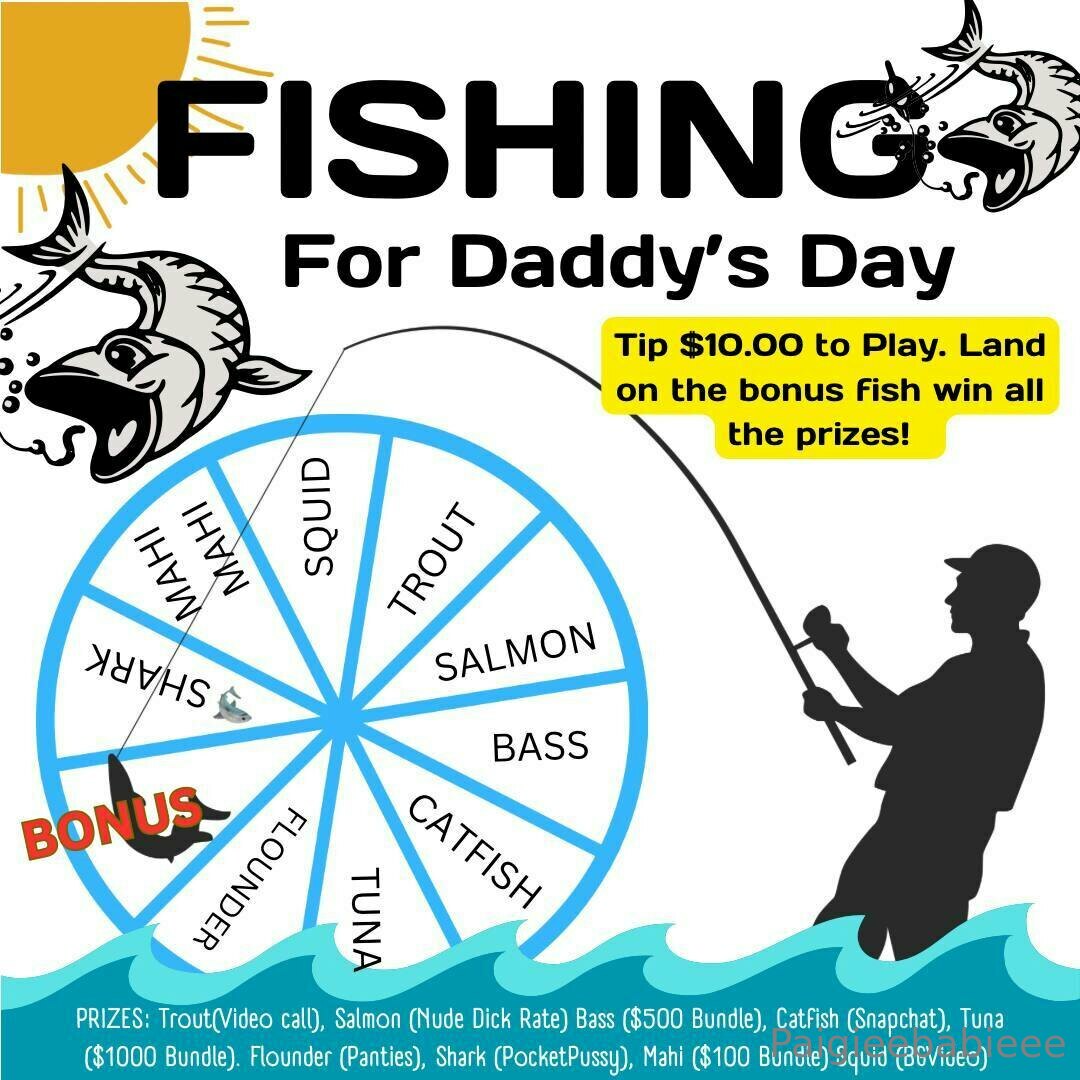 FISHING
For Daddy's Day
Tip $10.00 to Play. Land
on the bonus fish win all
the prizes!
SQUID
TROUT
MAHI
MAHI
SALMON
SHARK
BASS
BONUS
CATFISH
FLOUNDER
TUNA
PRIZES: Trout(Video call), Salmon (Nude Dick Rate) Bass ($500 Bundle), Catfish (Snapchat), Tuna
($1000 Bundle). Flounder (Panties), Shark (PocketPussy), Mahi ($100 Bundle) Squid (BGVideo)
Paigieebabieee